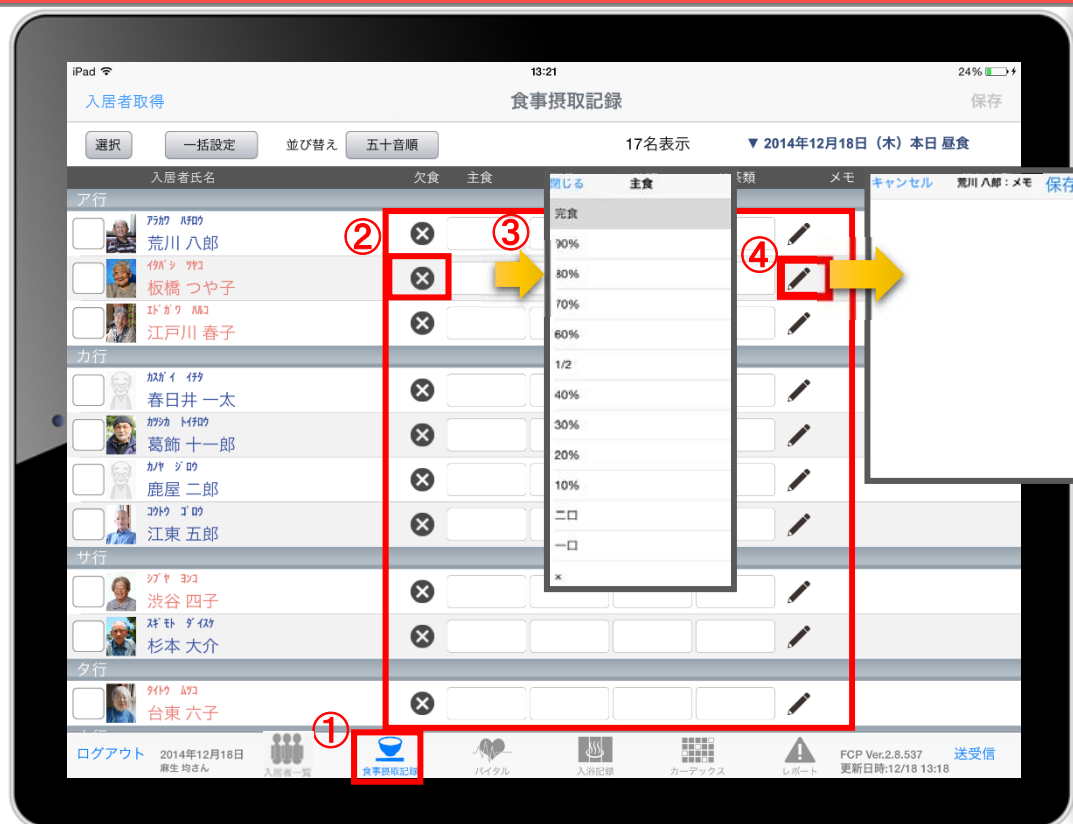 iPad 13:21 24%
入居者取得 食事摂取記録 保存
選択 一括設定 並び替え 五十音順 17名表示 ▼ 2014年12月18日（木）本日 昼食
入居者氏名 欠食 主食 メモ
閉じる 主食
完食
90%
80%
70%
60%
1/2
40%
30%
20%
10%
二口
一口
×
キャンセル 荒川 八郎：メモ 保存
ア行
アラカワ ハチロウ
荒川 八郎
②
③
④
イタバシ ツヤコ
板橋 つや子
エドガワ ハルコ
江戸川 春子
カ行
カスガイ イチタ
春日井 一太
カツシカ トイチロウ
葛飾 十一郎
カノヤ ジロウ
鹿屋 二郎
コウトウ ゴロウ
江東 五郎
サ行
シブヤ ヨンコ
渋谷 四子
スギモト ダイスケ
杉本 大介
タ行
タイトウ ムツコ
台東 六子
①
ログアウト 2014年12月18日
麻生 均さん
入居者一覧
食事摂取記録
バイタル
入浴記録
カーデックス
レポート
FCP Ver.2.8.537
更新日時:12/18 13:18
送受信